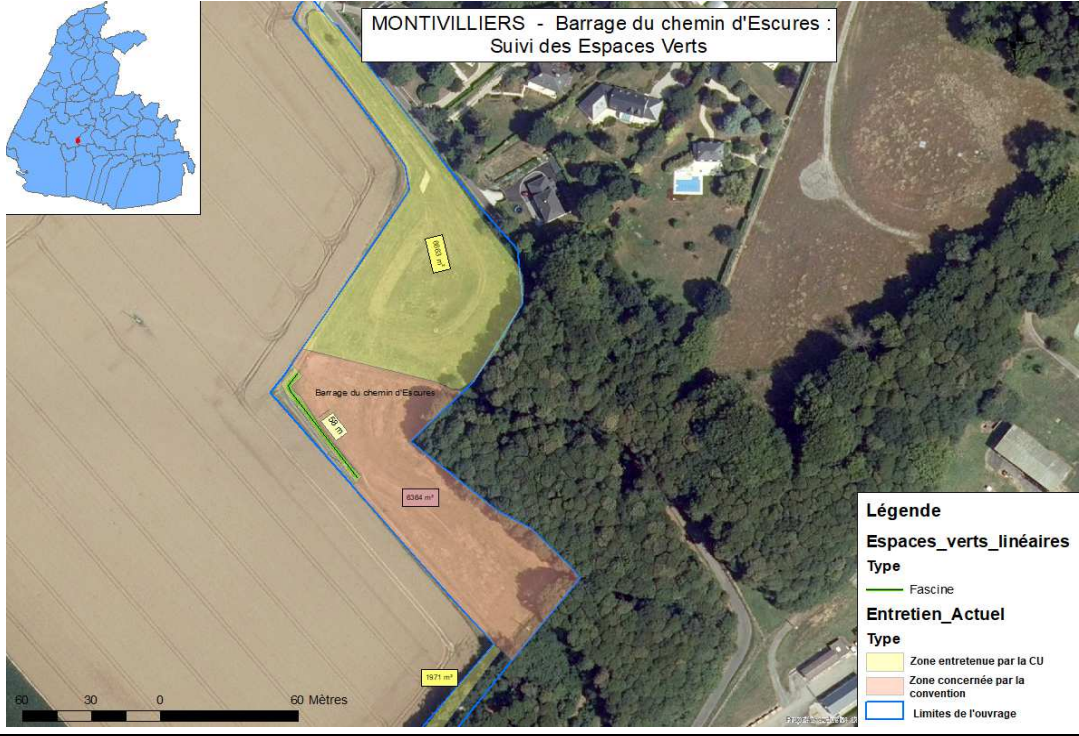 MONTIVILLIERS - Barrage du chemin d'Escures :
Suivi des Espaces Verts
Barrage du chemin d'Escures
58 m
6384 m²
1971 m²
60 30 0 60 Mètres
Légende
Espaces_verts_linéaires
Type
Fascine
Entretien_Actuel
Type
Zone entretenue par la CU
Zone concernée par la
convention
Limites de l'ouvrage